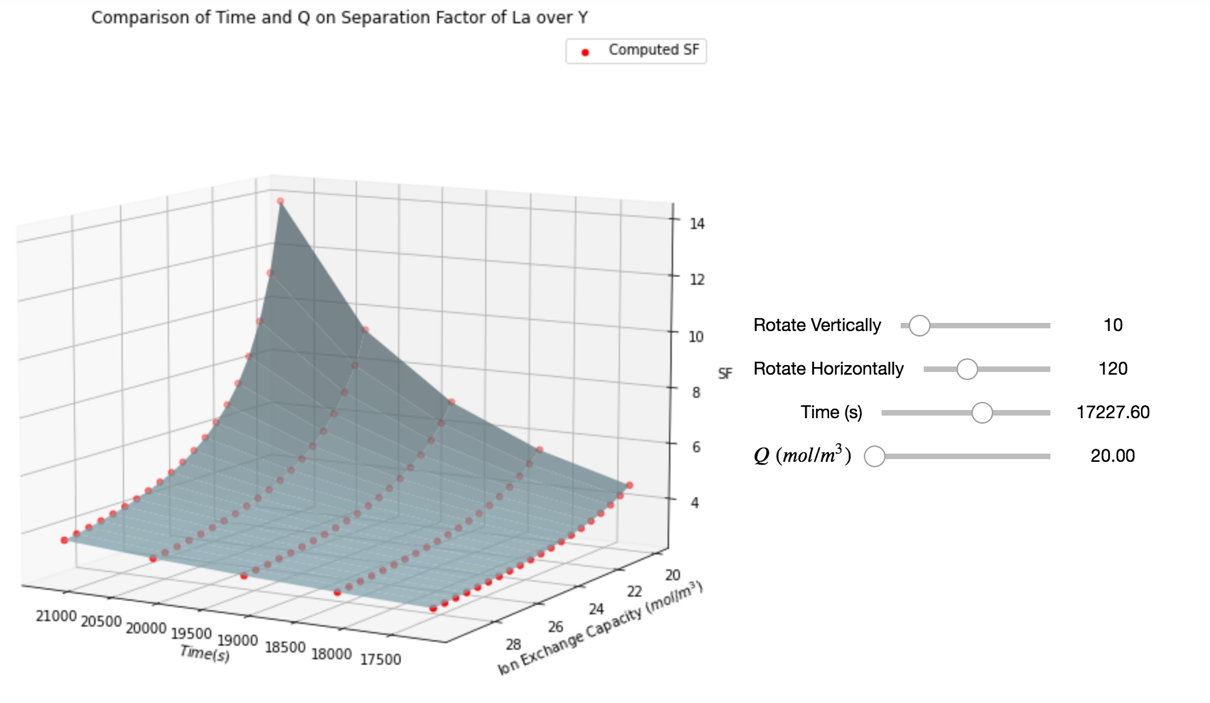 Comparison of Time and Q on Separation Factor of La over Y
Computed SF
14
12
10
8
6
4
SF
21000 20500 20000 19500 19000 18500 18000 17500
Time(s)
28 26 24 22 20
Ion Exchange Capacity (mol/m³)
Rotate Vertically 10
Rotate Horizontally 120
Time (s) 17227.60
Q (mol/m³) 20.00